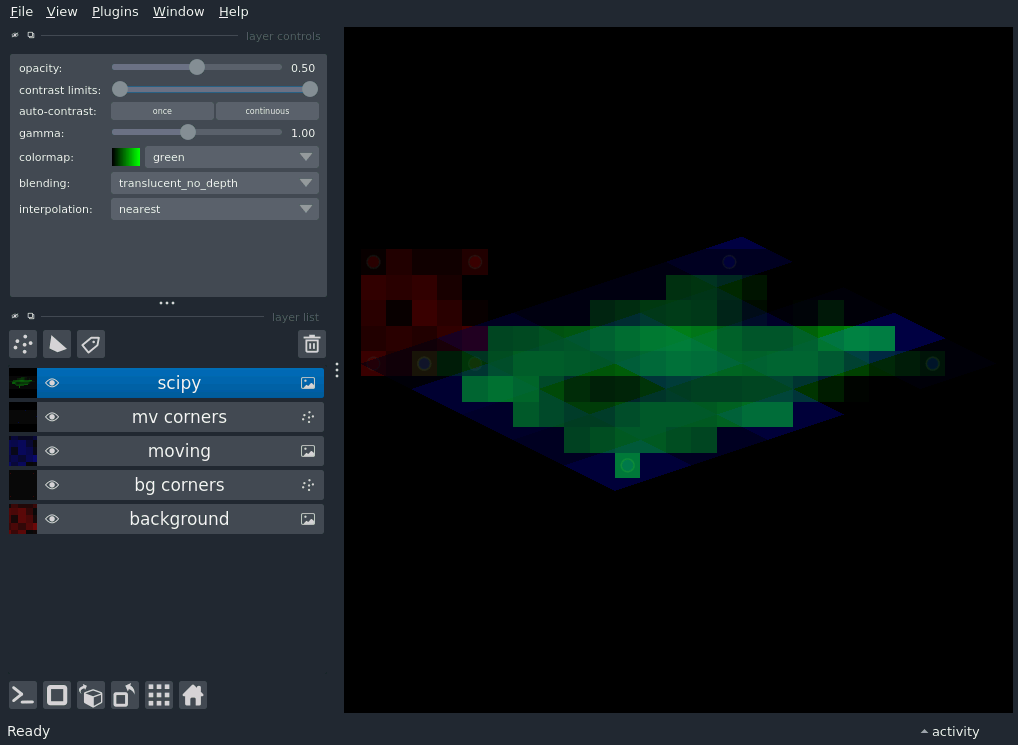 File View Plugins Window Help
layer controls
opacity: 0.50
contrast limits:
auto-contrast: once continuous
gamma: 1.00
colormap: green
blending: translucent_no_depth
interpolation: nearest
layer list
scipy
mv corners
moving
bg corners
background
Ready activity